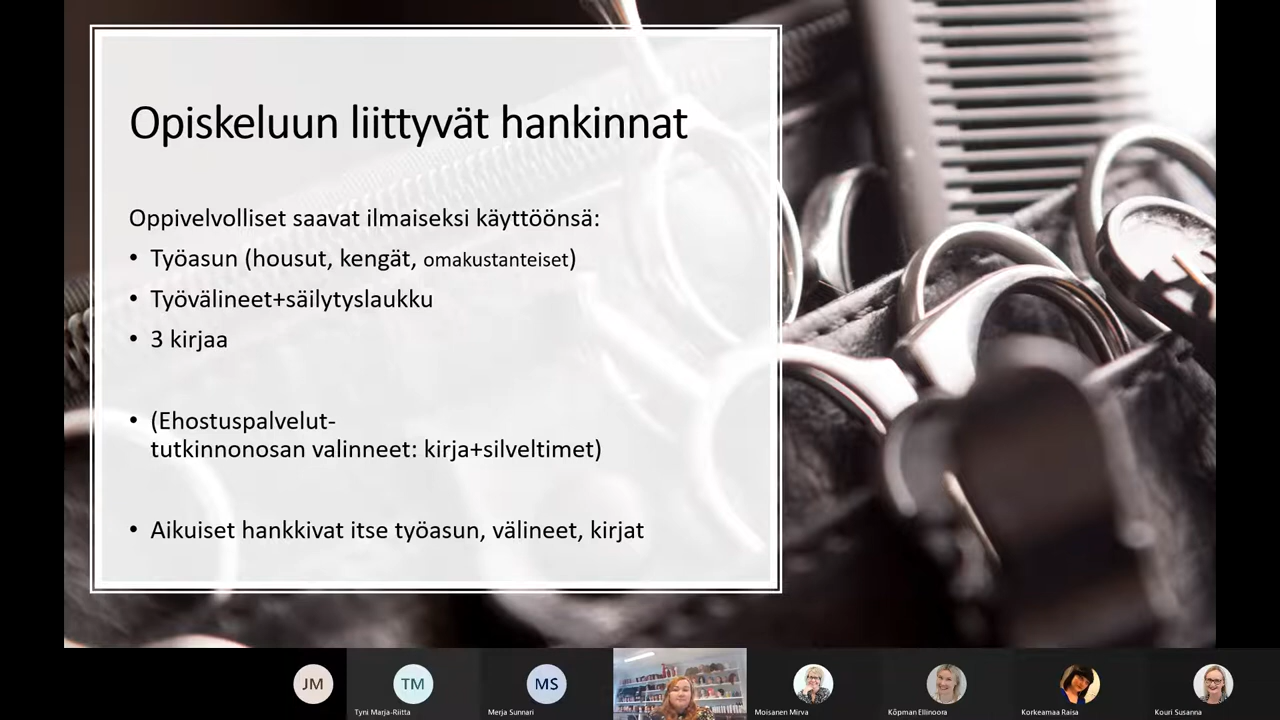 Opiskeluun liittyvät hankinnat
Oppivelvolliset saavat ilmaiseksi käyttöönsä:
• Työasun (housut, kengät, omakustanteiset)
• Työvälineet+säilytyslaukku
• 3 kirjaa
• (Ehostuspalvelut-
tutkinnonosan valinneet: kirja+siveltimet)
• Aikuiset hankkivat itse työasun, välineet, kirjat
JM
TM
MS
Tyni Marja-Riitta
Merja Sunnari
Moisanen Mirva
Köpman Ellinoora
Korkeamaa Raisa
Kouri Susanna